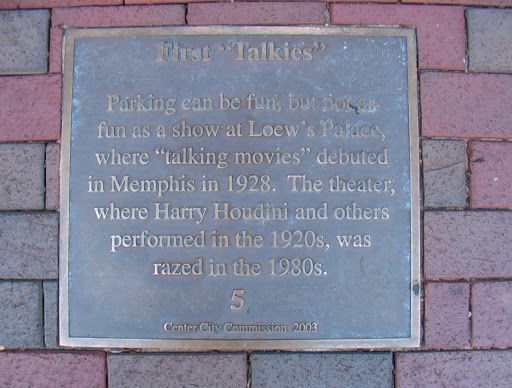 First "Talkies"
Parking can be fun, but not as
fun as a show at Loew's Palace,
where "talking movies" debuted
in Memphis in 1928. The theater,
where Harry Houdini and others
performed in the 1920s, was
razed in the 1980s.
5
Center City Commission 2003